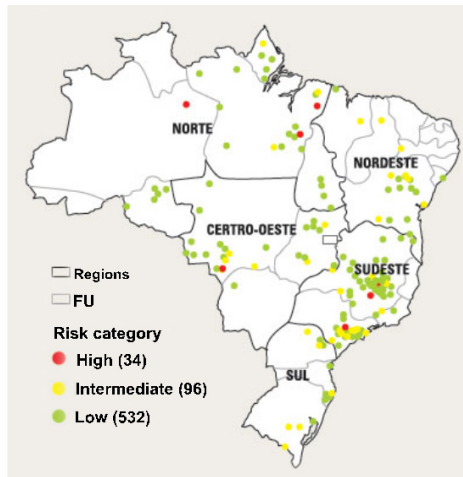 NORTE
NORDESTE
CERTRO-OESTE
SUDESTE
SUL
Regions
FU
Risk category
High (34)
Intermediate (96)
Low (532)